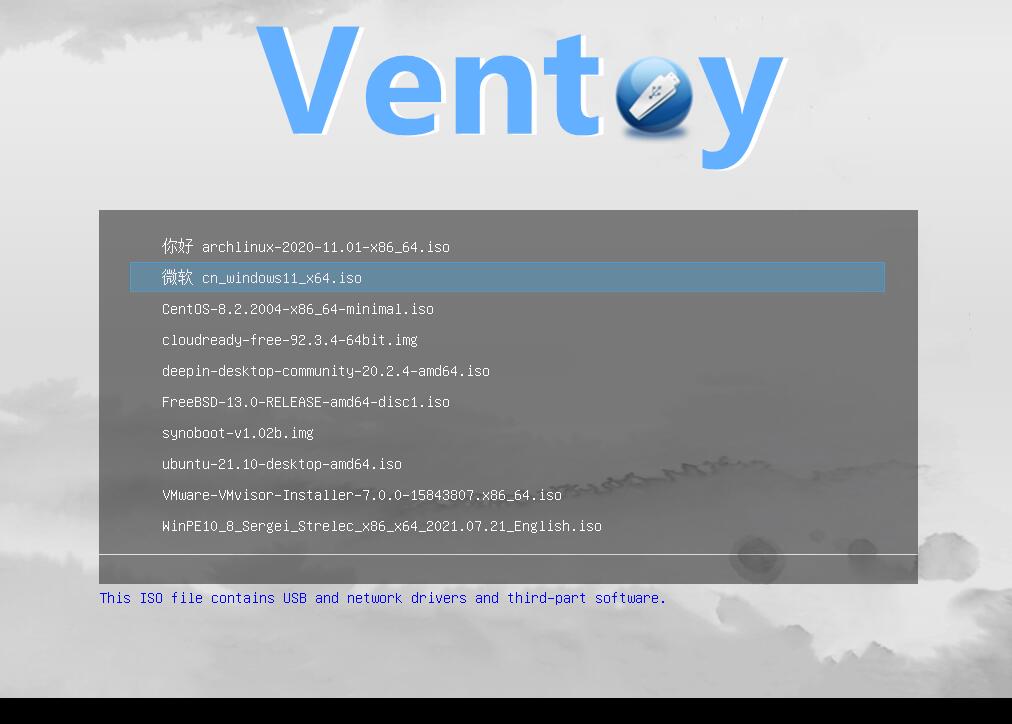 Ventoy
你好 archlinux-2020-11.01-x86_64.iso
微软 cn_windows11_x64.iso
CentOS-8.2.2004-x86_64-minimal.iso
cloudready-free-92.3.4-64bit.img
deepin-desktop-community-20.2.4-amd64.iso
FreeBSD-13.0-RELEASE-amd64-disc1.iso
synoboot-v1.02b.img
ubuntu-21.10-desktop-amd64.iso
VMware-VMvisor-Installer-7.0.0-15843807.x86_64.iso
WinPE10_8_Sergei_Strelec_x86_x64_2021.07.21_English.iso
This ISO file contains USB and network drivers and third-part software.